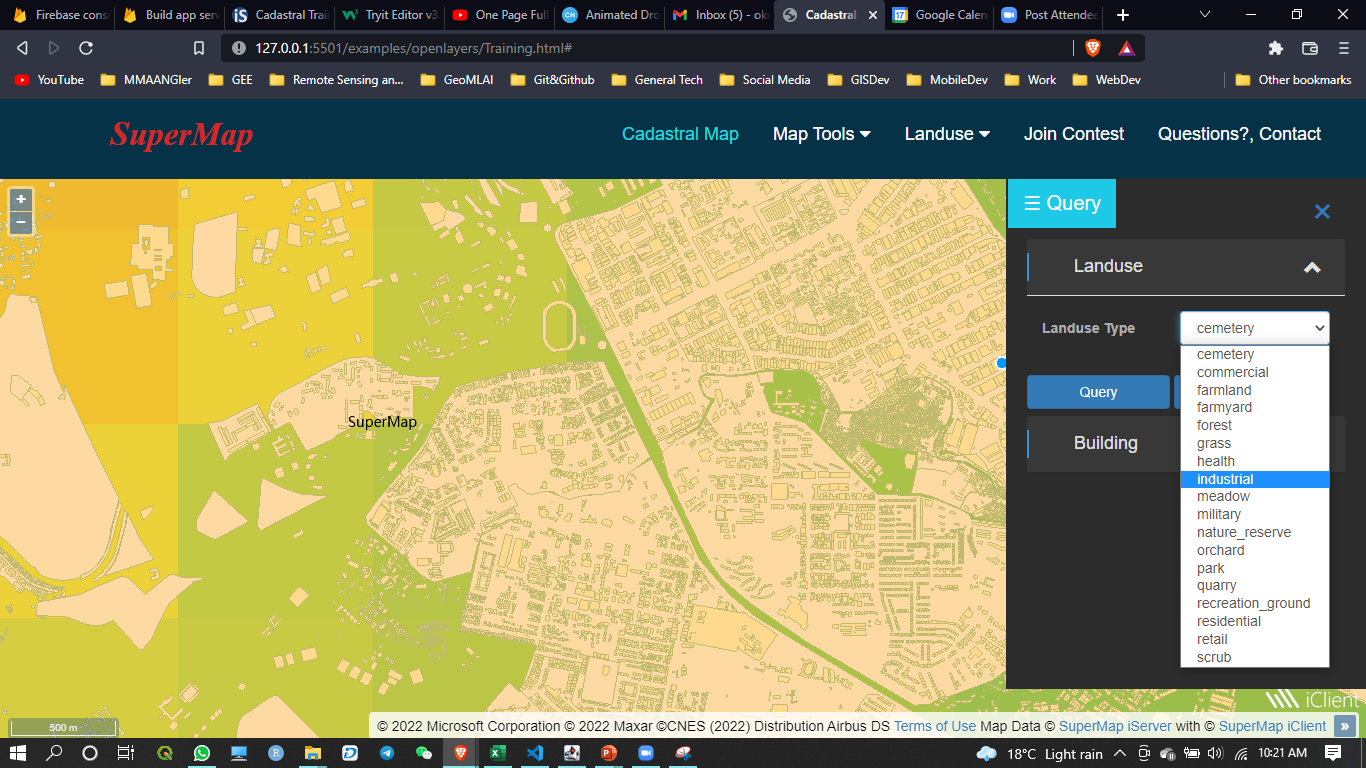 Firebase cons
Build app serv
Cadastral Train
Tryit Editor v3
One Page Full
Animated Dro
Inbox (5) - ok
Cadastral
Google Calen
Post Attendee
127.0.0.1:5501/examples/openlayers/Training.html#
YouTube
MMAANGler
GEE
Remote Sensing an...
GeoMLAI
Git&Github
General Tech
Social Media
GISDev
MobileDev
Work
WebDev
Other bookmarks
SuperMap
Cadastral Map
Map Tools
Landuse
Join Contest
Questions?, Contact
+
−
☰ Query
×
Landuse
Landuse Type
cemetery
cemetery
commercial
farmland
farmyard
forest
grass
health
industrial
meadow
military
nature_reserve
orchard
park
quarry
recreation_ground
residential
retail
scrub
Query
Building
SuperMap
iClient
500 m
© 2022 Microsoft Corporation © 2022 Maxar ©CNES (2022) Distribution Airbus DS Terms of Use Map Data © SuperMap iServer with © SuperMap iClient
»
18°C Light rain
10:21 AM